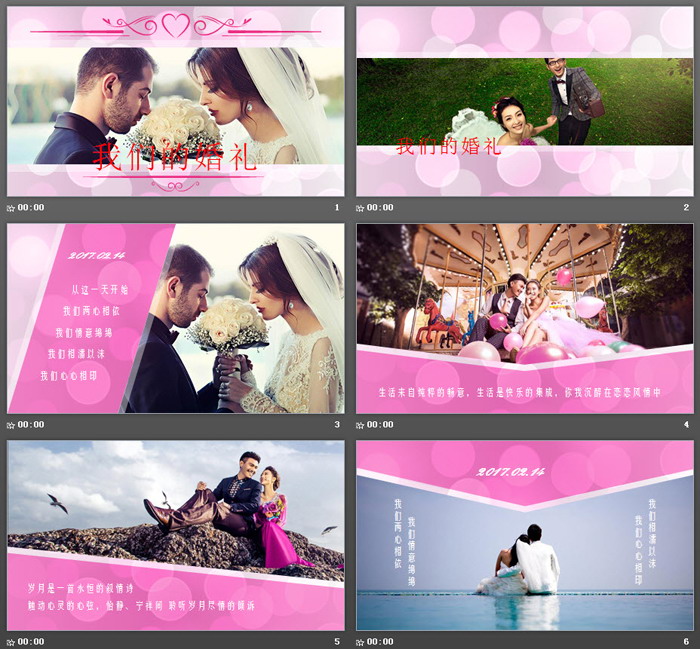 我们的婚礼
00:00
1
我们的婚礼
00:00
2
2017.02.14
从这一天开始
我们两心相依
我们情意绵绵
我们相濡以沫
我们心心相印
00:00
3
生活来自纯粹的畅意，生活是快乐的集成，你我沉醉在恋恋风情中
00:00
4
岁月是一首永恒的叙情诗
触动心灵的心弦，恰静、宁祥间 聆听岁月尽情的倾诉
00:00
5
2017.02.14
我们两心相依
我们情意绵绵
我们相濡以沫
我们心心相印
00:00
6